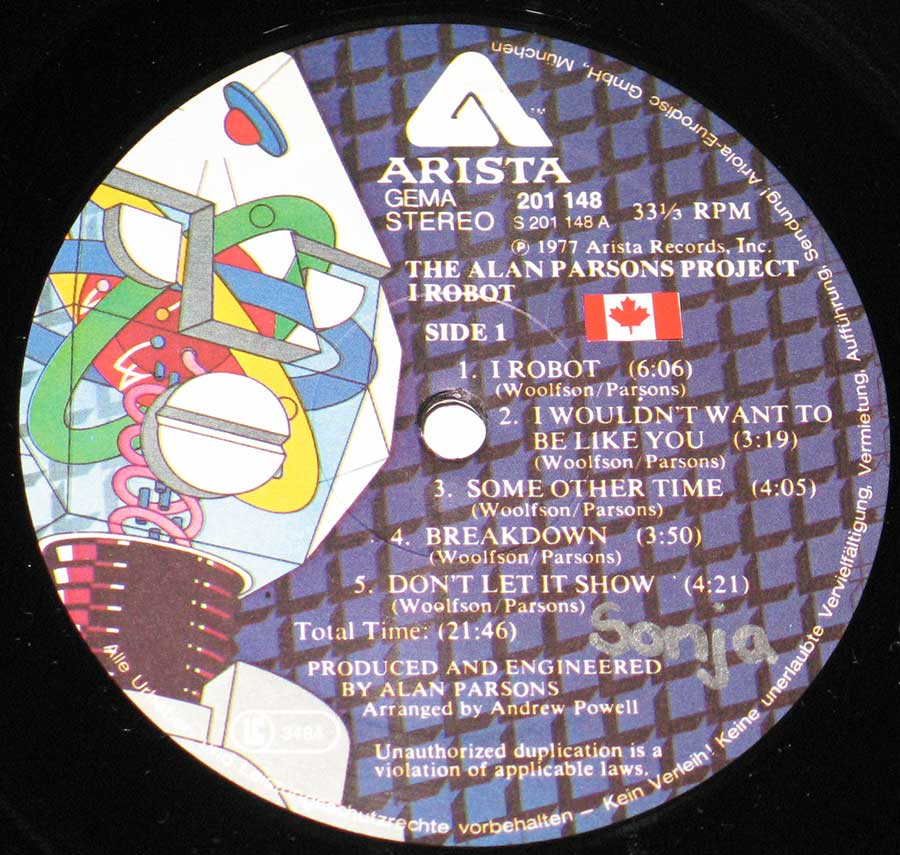 ARISTA
GEMA 201 148
STEREO S 201 148 A 33⅓ RPM
℗ 1977 Arista Records, Inc.
THE ALAN PARSONS PROJECT
I ROBOT
SIDE 1
1. I ROBOT (6:06)
(Woolfson/Parsons)
2. I WOULDN'T WANT TO
BE LIKE YOU (3:19)
(Woolfson/Parsons)
3. SOME OTHER TIME (4:05)
(Woolfson/Parsons)
4. BREAKDOWN (3:50)
(Woolfson/Parsons)
5. DON'T LET IT SHOW (4:21)
(Woolfson/Parsons)
Total Time: (21:46)
Sonja
PRODUCED AND ENGINEERED
BY ALAN PARSONS
Arranged by Andrew Powell
LC 3484
Unauthorized duplication is a
violation of applicable laws.
Alle vorbehalten – Kein Verleih! Keine unerlaubte Vervielfältigung, Vermietung, Aufführung, Sendung! Ariola-Eurodisc GmbH, München